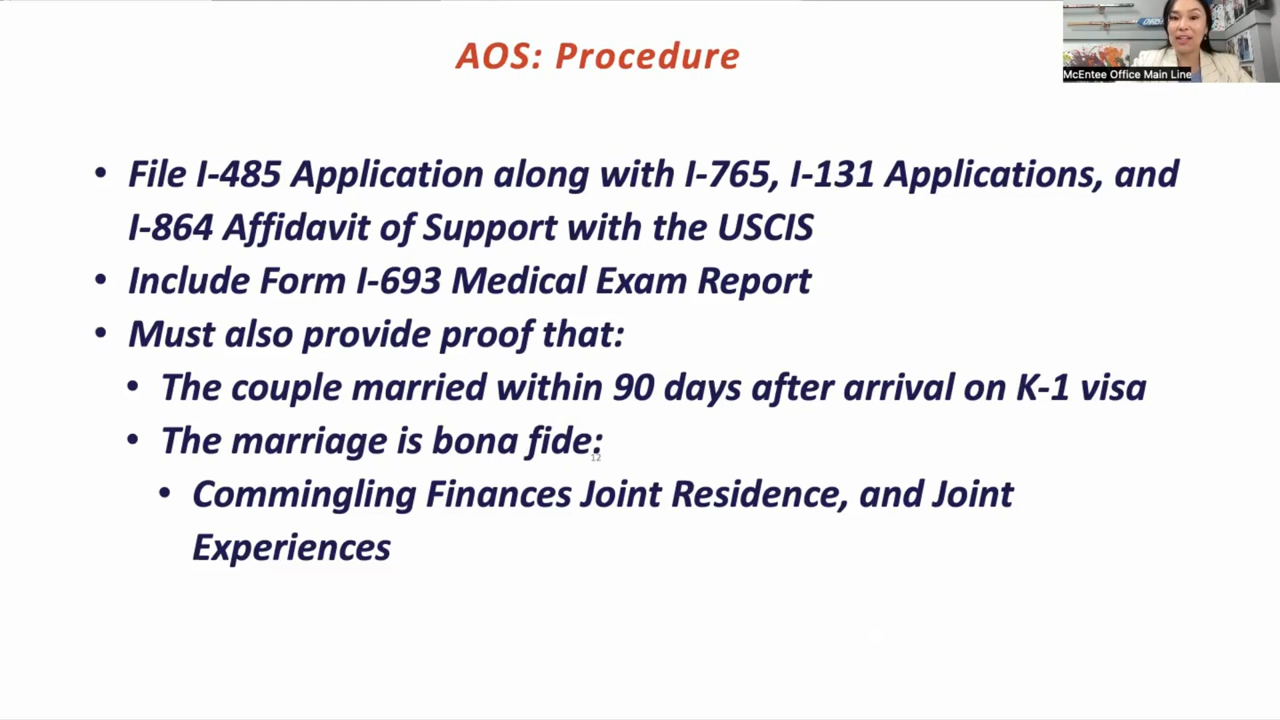 AOS: Procedure
McEntee Office Main Line
• File I-485 Application along with I-765, I-131 Applications, and
I-864 Affidavit of Support with the USCIS
• Include Form I-693 Medical Exam Report
• Must also provide proof that:
• The couple married within 90 days after arrival on K-1 visa
• The marriage is bona fide:
12
• Commingling Finances Joint Residence, and Joint
Experiences